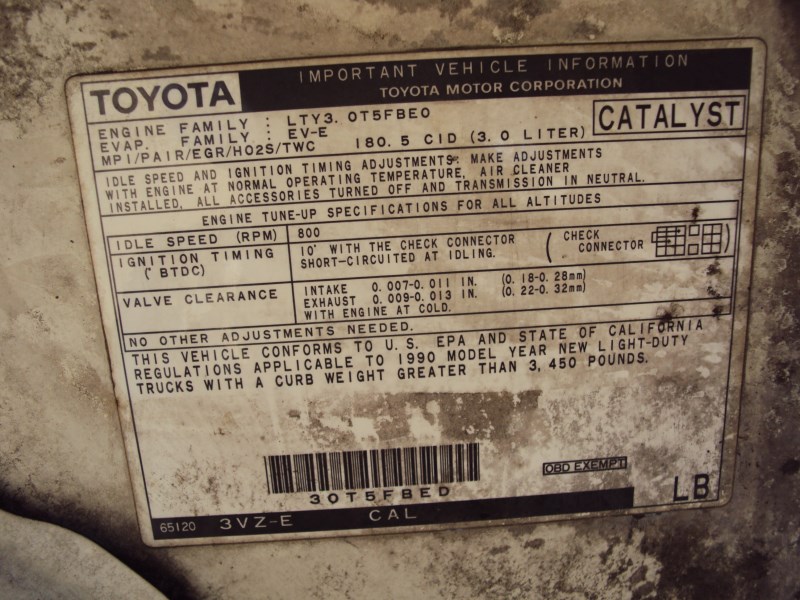 TOYOTA
IMPORTANT VEHICLE INFORMATION
TOYOTA MOTOR CORPORATION
ENGINE FAMILY : LTY3. 0T5FBE0
EVAP. FAMILY : EV-E
MPI/PAIR/EGR/HO2S/TWC 180. 5 CID (3. 0 LITER)
CATALYST
IDLE SPEED AND IGNITION TIMING ADJUSTMENTS. MAKE ADJUSTMENTS
WITH ENGINE AT NORMAL OPERATING TEMPERATURE, AIR CLEANER
INSTALLED, ALL ACCESSORIES TURNED OFF AND TRANSMISSION IN NEUTRAL.
ENGINE TUNE-UP SPECIFICATIONS FOR ALL ALTITUDES
IDLE SPEED (RPM) 800
IGNITION TIMING
(° BTDC)
10° WITH THE CHECK CONNECTOR
SHORT-CIRCUITED AT IDLING.
( CHECK
CONNECTOR )
VALVE CLEARANCE
INTAKE 0. 007-0. 011 IN. (0. 18-0. 28mm)
EXHAUST 0. 009-0. 013 IN. (0. 22-0. 32mm)
WITH ENGINE AT COLD.
NO OTHER ADJUSTMENTS NEEDED.
THIS VEHICLE CONFORMS TO U. S. EPA AND STATE OF CALIFORNIA
REGULATIONS APPLICABLE TO 1990 MODEL YEAR NEW LIGHT-DUTY
TRUCKS WITH A CURB WEIGHT GREATER THAN 3, 450 POUNDS.
30T5FBED
OBD EXEMPT
LB
65120 3VZ-E CAL